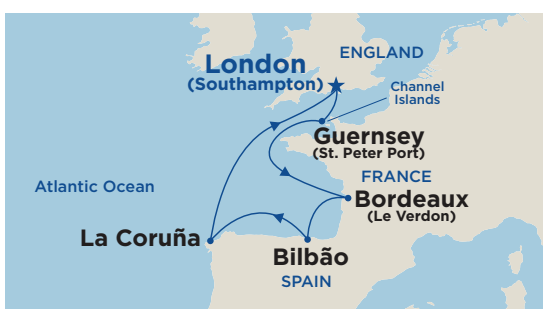 ENGLAND
London
(Southampton)
Channel
Islands
Guernsey
(St. Peter Port)
FRANCE
Atlantic Ocean
Bordeaux
(Le Verdon)
La Coruña
Bilbão
SPAIN